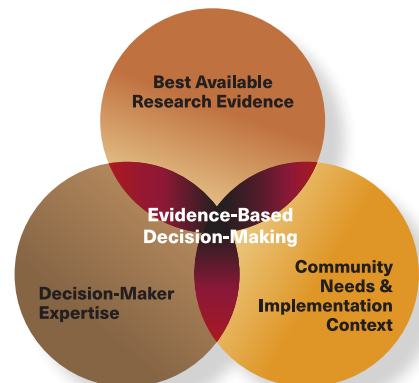 Best Available
Research Evidence
Evidence-Based
Decision-Making
Decision-Maker
Expertise
Community
Needs &
Implementation
Context